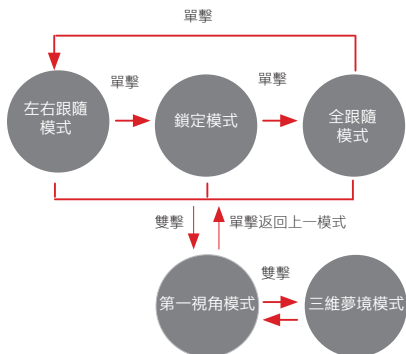 單擊
單擊
單擊
左右跟隨
模式
鎖定模式
全跟隨
模式
雙擊
單擊返回上一模式
雙擊
第一視角模式
三維夢境模式